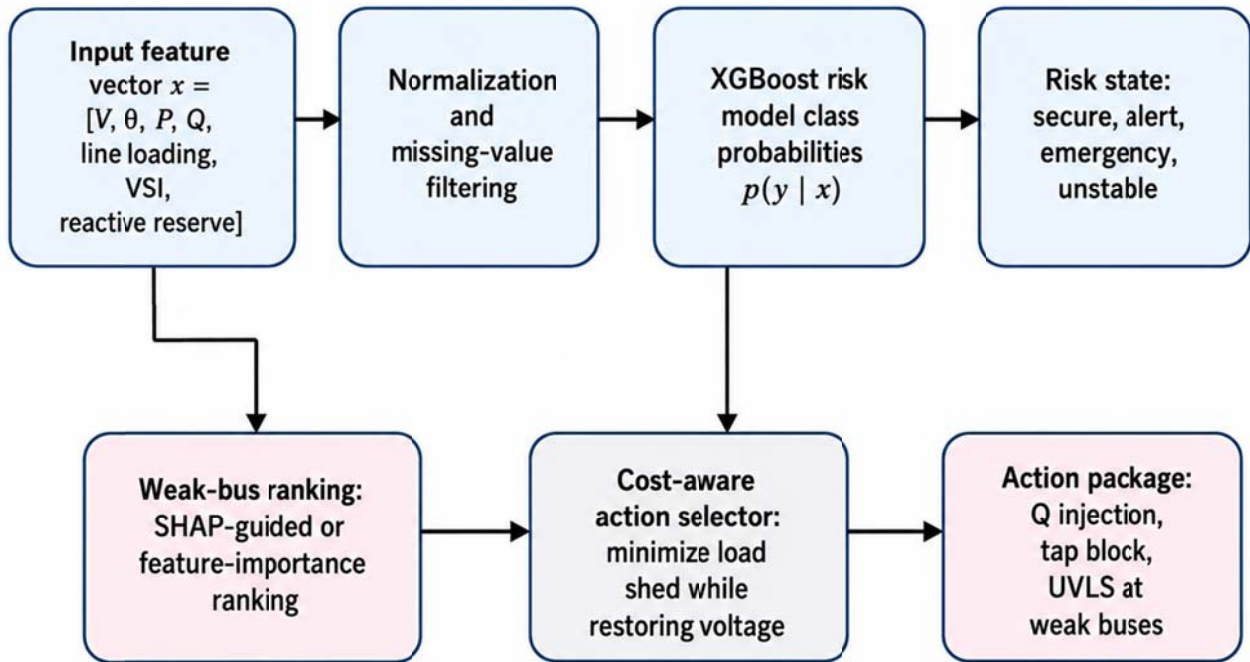 Input feature
vector x =
[V, θ, P, Q,
line loading,
VSI,
reactive reserve]
Normalization
and
missing-value
filtering
XGBoost risk
model class
probabilities
p(y | x)
Risk state:
secure, alert,
emergency,
unstable
Weak-bus ranking:
SHAP-guided or
feature-importance
ranking
Cost-aware
action selector:
minimize load
shed while
restoring voltage
Action package:
Q injection,
tap block,
UVLS at
weak buses